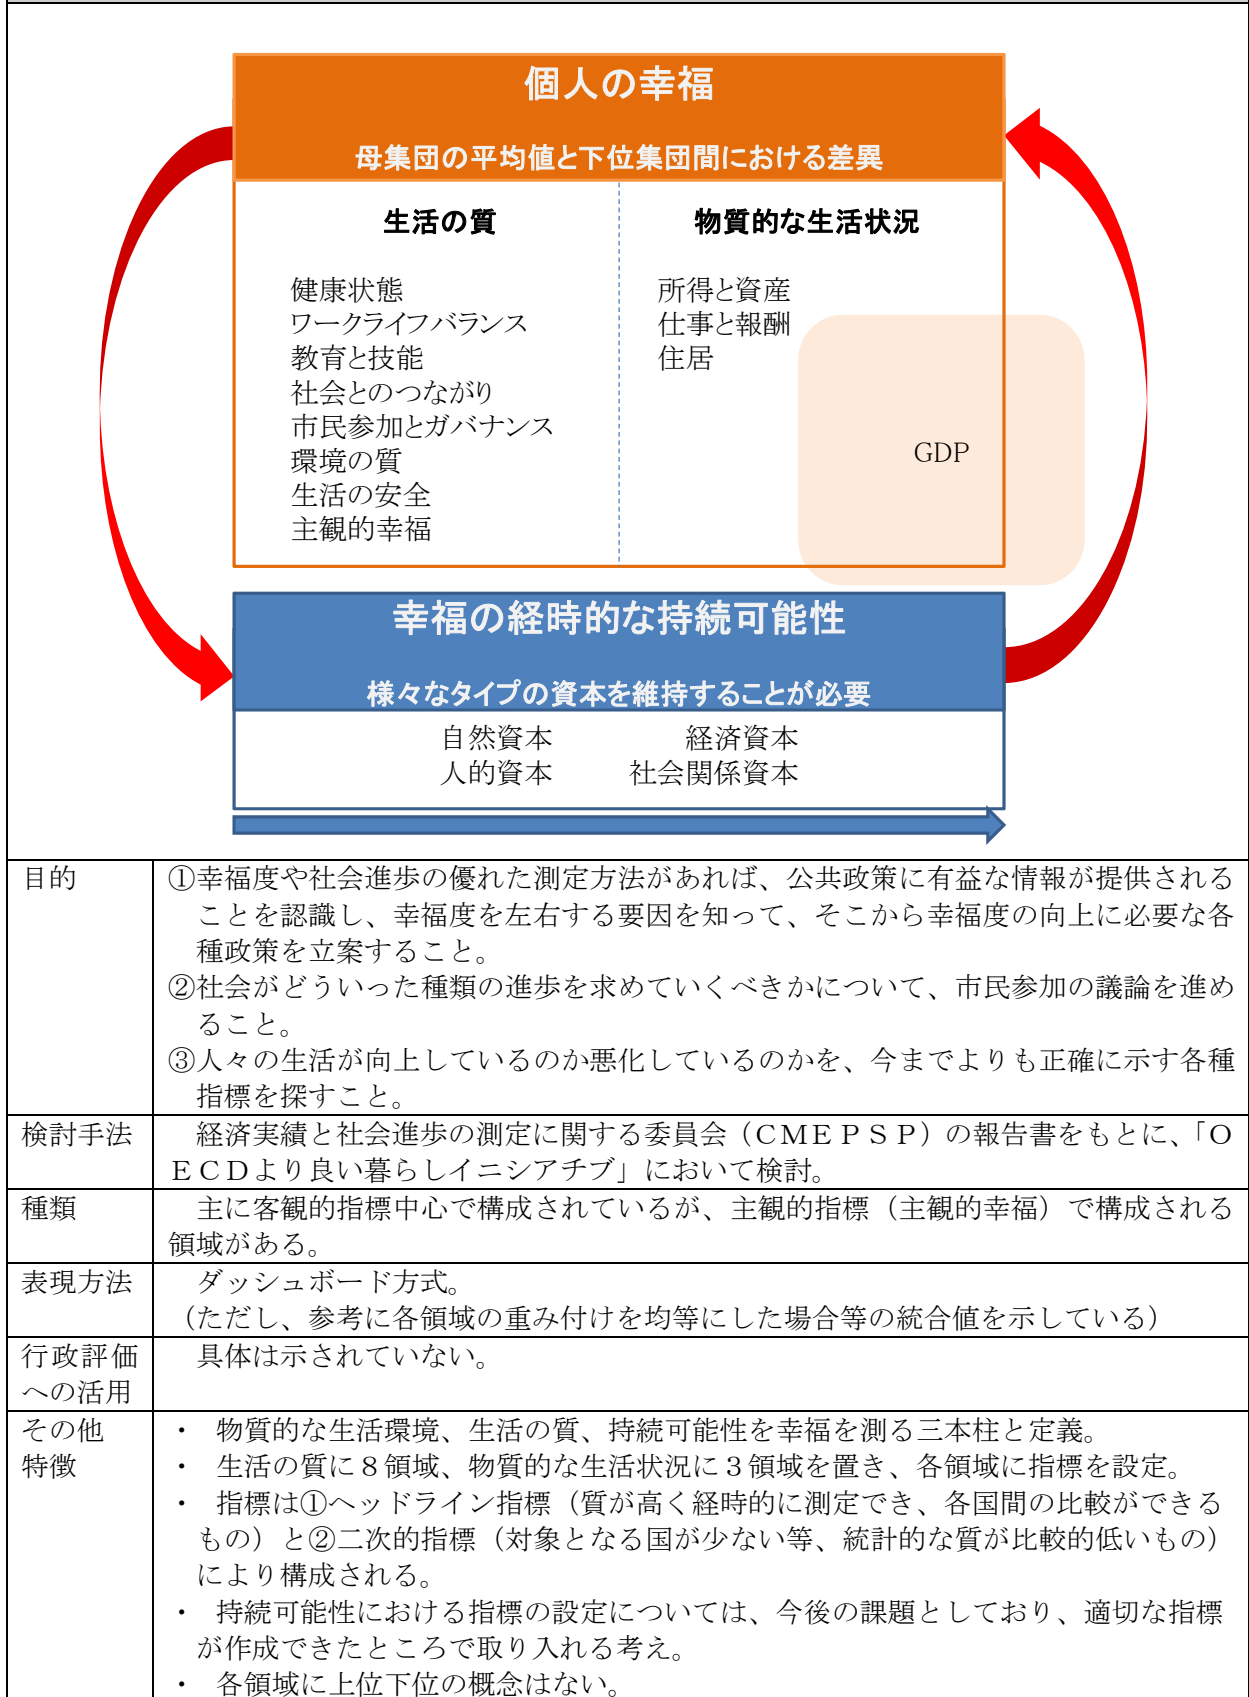 個人の幸福
母集団の平均値と下位集団間における差異
生活の質
健康状態
ワークライフバランス
教育と技能
社会とのつながり
市民参加とガバナンス
環境の質
生活の安全
主観的幸福
物質的な生活状況
所得と資産
仕事と報酬
住居
GDP
幸福の経時的な持続可能性
様々なタイプの資本を維持することが必要
自然資本　経済資本
人的資本　社会関係資本
目的
①幸福度や社会進歩の優れた測定方法があれば、公共政策に有益な情報が提供される
ことを認識し、幸福度を左右する要因を知って、そこから幸福度の向上に必要な各
種政策を立案すること。
②社会がどういった種類の進歩を求めていくべきかについて、市民参加の議論を進め
ること。
③人々の生活が向上しているのか悪化しているのかを、今までよりも正確に示す各種
指標を探すこと。
検討手法
経済実績と社会進歩の測定に関する委員会（ＣＭＥＰＳＰ）の報告書をもとに、「Ｏ
ＥＣＤより良い暮らしイニシアチブ」において検討。
種類
主に客観的指標中心で構成されているが、主観的指標（主観的幸福）で構成される
領域がある。
表現方法
ダッシュボード方式。
（ただし、参考に各領域の重み付けを均等にした場合等の統合値を示している）
行政評価
への活用
具体は示されていない。
その他
特徴
・　物質的な生活環境、生活の質、持続可能性を幸福を測る三本柱と定義。
・　生活の質に８領域、物質的な生活状況に３領域を置き、各領域に指標を設定。
・　指標は①ヘッドライン指標（質が高く経時的に測定でき、各国間の比較ができる
もの）と②二次的指標（対象となる国が少ない等、統計的な質が比較的低いもの）
により構成される。
・　持続可能性における指標の設定については、今後の課題としており、適切な指標
が作成できたところで取り入れる考え。
・　各領域に上位下位の概念はない。